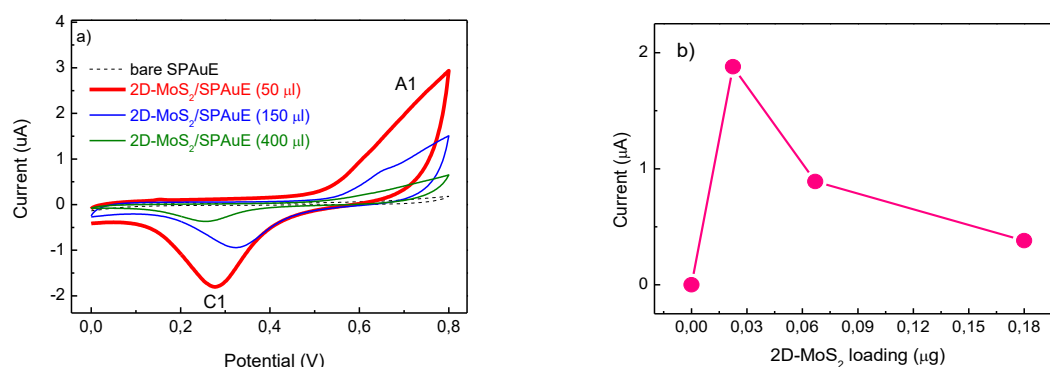 a)
bare SPAuE
2D-MoS₂/SPAuE (50 µl)
2D-MoS₂/SPAuE (150 µl)
2D-MoS₂/SPAuE (400 µl)
A1
C1
4
3
2
1
0
-1
-2
Current (uA)
0,0 0,2 0,4 0,6 0,8
Potential (V)
b)
2
1
0
Current (µA)
0,00 0,03 0,06 0,09 0,12 0,15 0,18
2D-MoS₂ loading (µg)